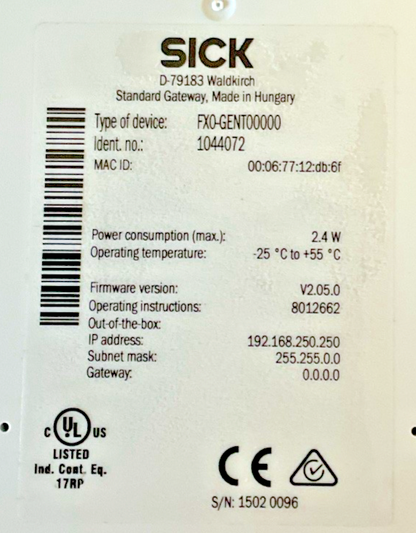 SICK
D-79183 Waldkirch
Standard Gateway, Made in Hungary
Type of device: FX0-GENT00000
Ident. no.: 1044072
MAC ID: 00:06:77:12:db:6f
Power consumption (max.): 2.4 W
Operating temperature: -25 °C to +55 °C
Firmware version: V2.05.0
Operating instructions: 8012662
Out-of-the-box:
IP address: 192.168.250.250
Subnet mask: 255.255.0.0
Gateway: 0.0.0.0
C UL US
LISTED
Ind. Cont. Eq.
17RP
CE
S/N: 1502 0096